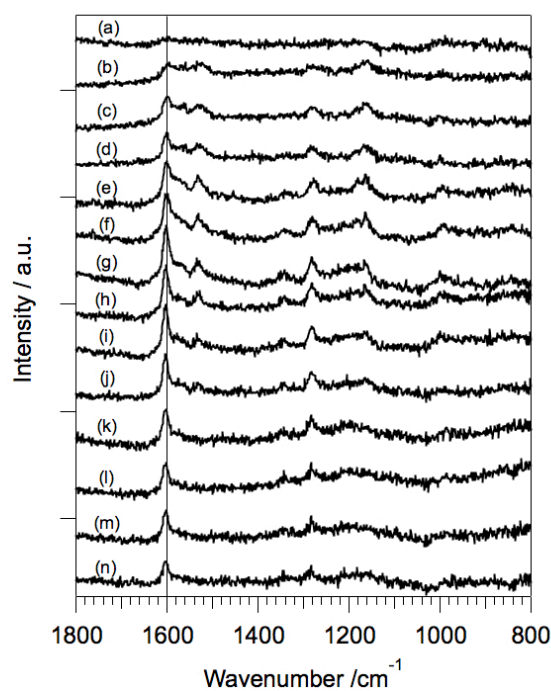 (a)
(b)
(c)
(d)
(e)
(f)
(g)
(h)
(i)
(j)
(k)
(l)
(m)
(n)
Intensity / a.u.
1800 1600 1400 1200 1000 800
Wavenumber /cm-1